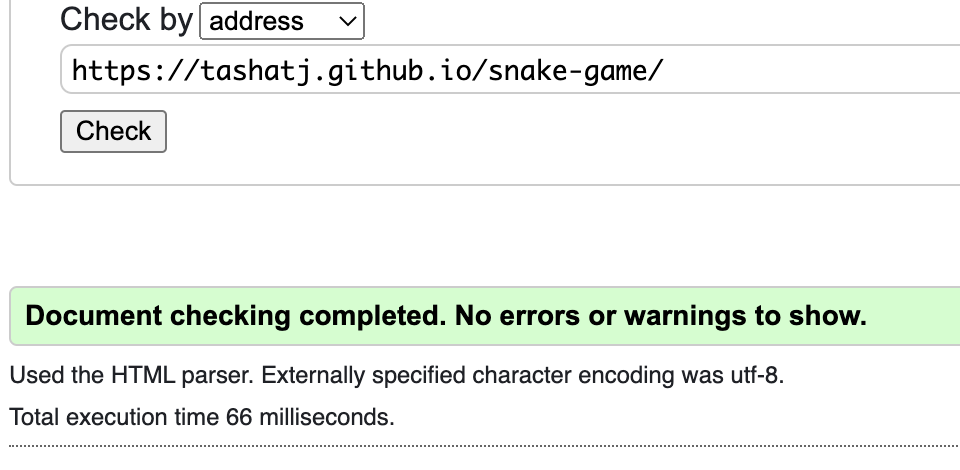 Check by address
https://tashatj.github.io/snake-game/
Check
Document checking completed. No errors or warnings to show.
Used the HTML parser. Externally specified character encoding was utf-8.
Total execution time 66 milliseconds.